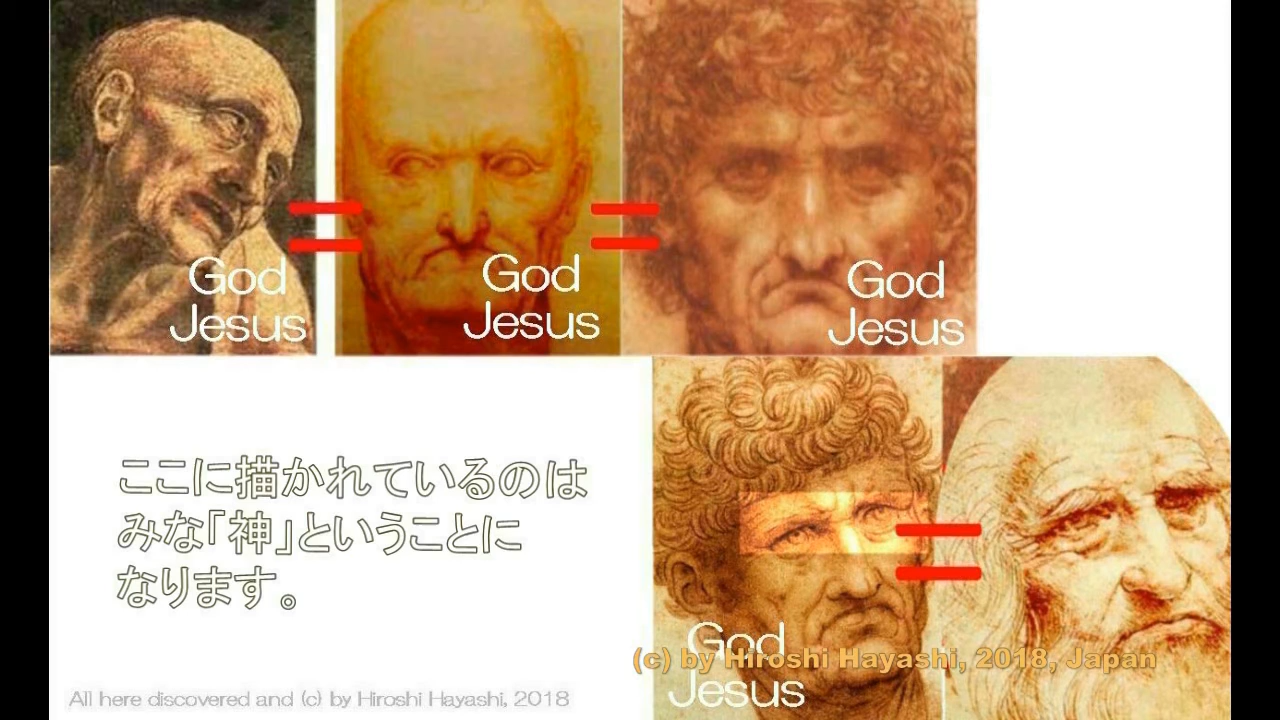 God
Jesus
God
Jesus
God
Jesus
ここに描かれているのは
みな「神」ということに
なります。
God
Jesus
(c) by Hiroshi Hayashi, 2018, Japan
All here discovered and (c) by Hiroshi Hayashi, 2018